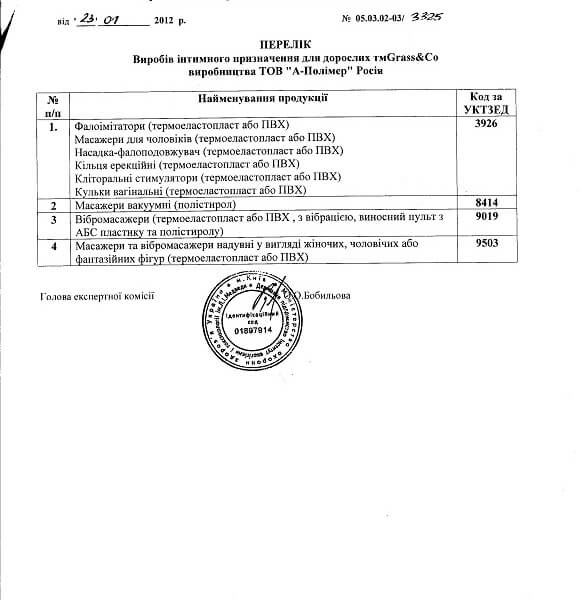 від " 23 " 01 2012 р. № 05.03.02-03/ 3325
ПЕРЕЛІК
Виробів інтимного призначення для дорослих тмGrass&Co
виробництва ТОВ "А-Полімер" Росія
№ п/п Найменування продукції Код за УКТЗЕД
1. Фалоімітатори (термоеластопласт або ПВХ) 3926
Масажери для чоловіків (термоеластопласт або ПВХ)
Насадка-фалоподовжувач (термоеластопласт або ПВХ)
Кільця ерекційні (термоеластопласт або ПВХ)
Кліторальні стимулятори (термоеластопласт або ПВХ)
Кульки вагінальні (термоеластопласт або ПВХ)
2 Масажери вакуумні (полістирол) 8414
3 Вібромасажери (термоеластопласт або ПВХ , з вібрацією, виносний пульт з 9019
АБС пластику та полістиролу)
4 Масажери та вібромасажери надувні у вигляді жіночих, чоловічих або 9503
фантазійних фігур (термоеластопласт або ПВХ)
Голова експертної комісії О.Бобильова
Ідентифікаційний
код
01897914